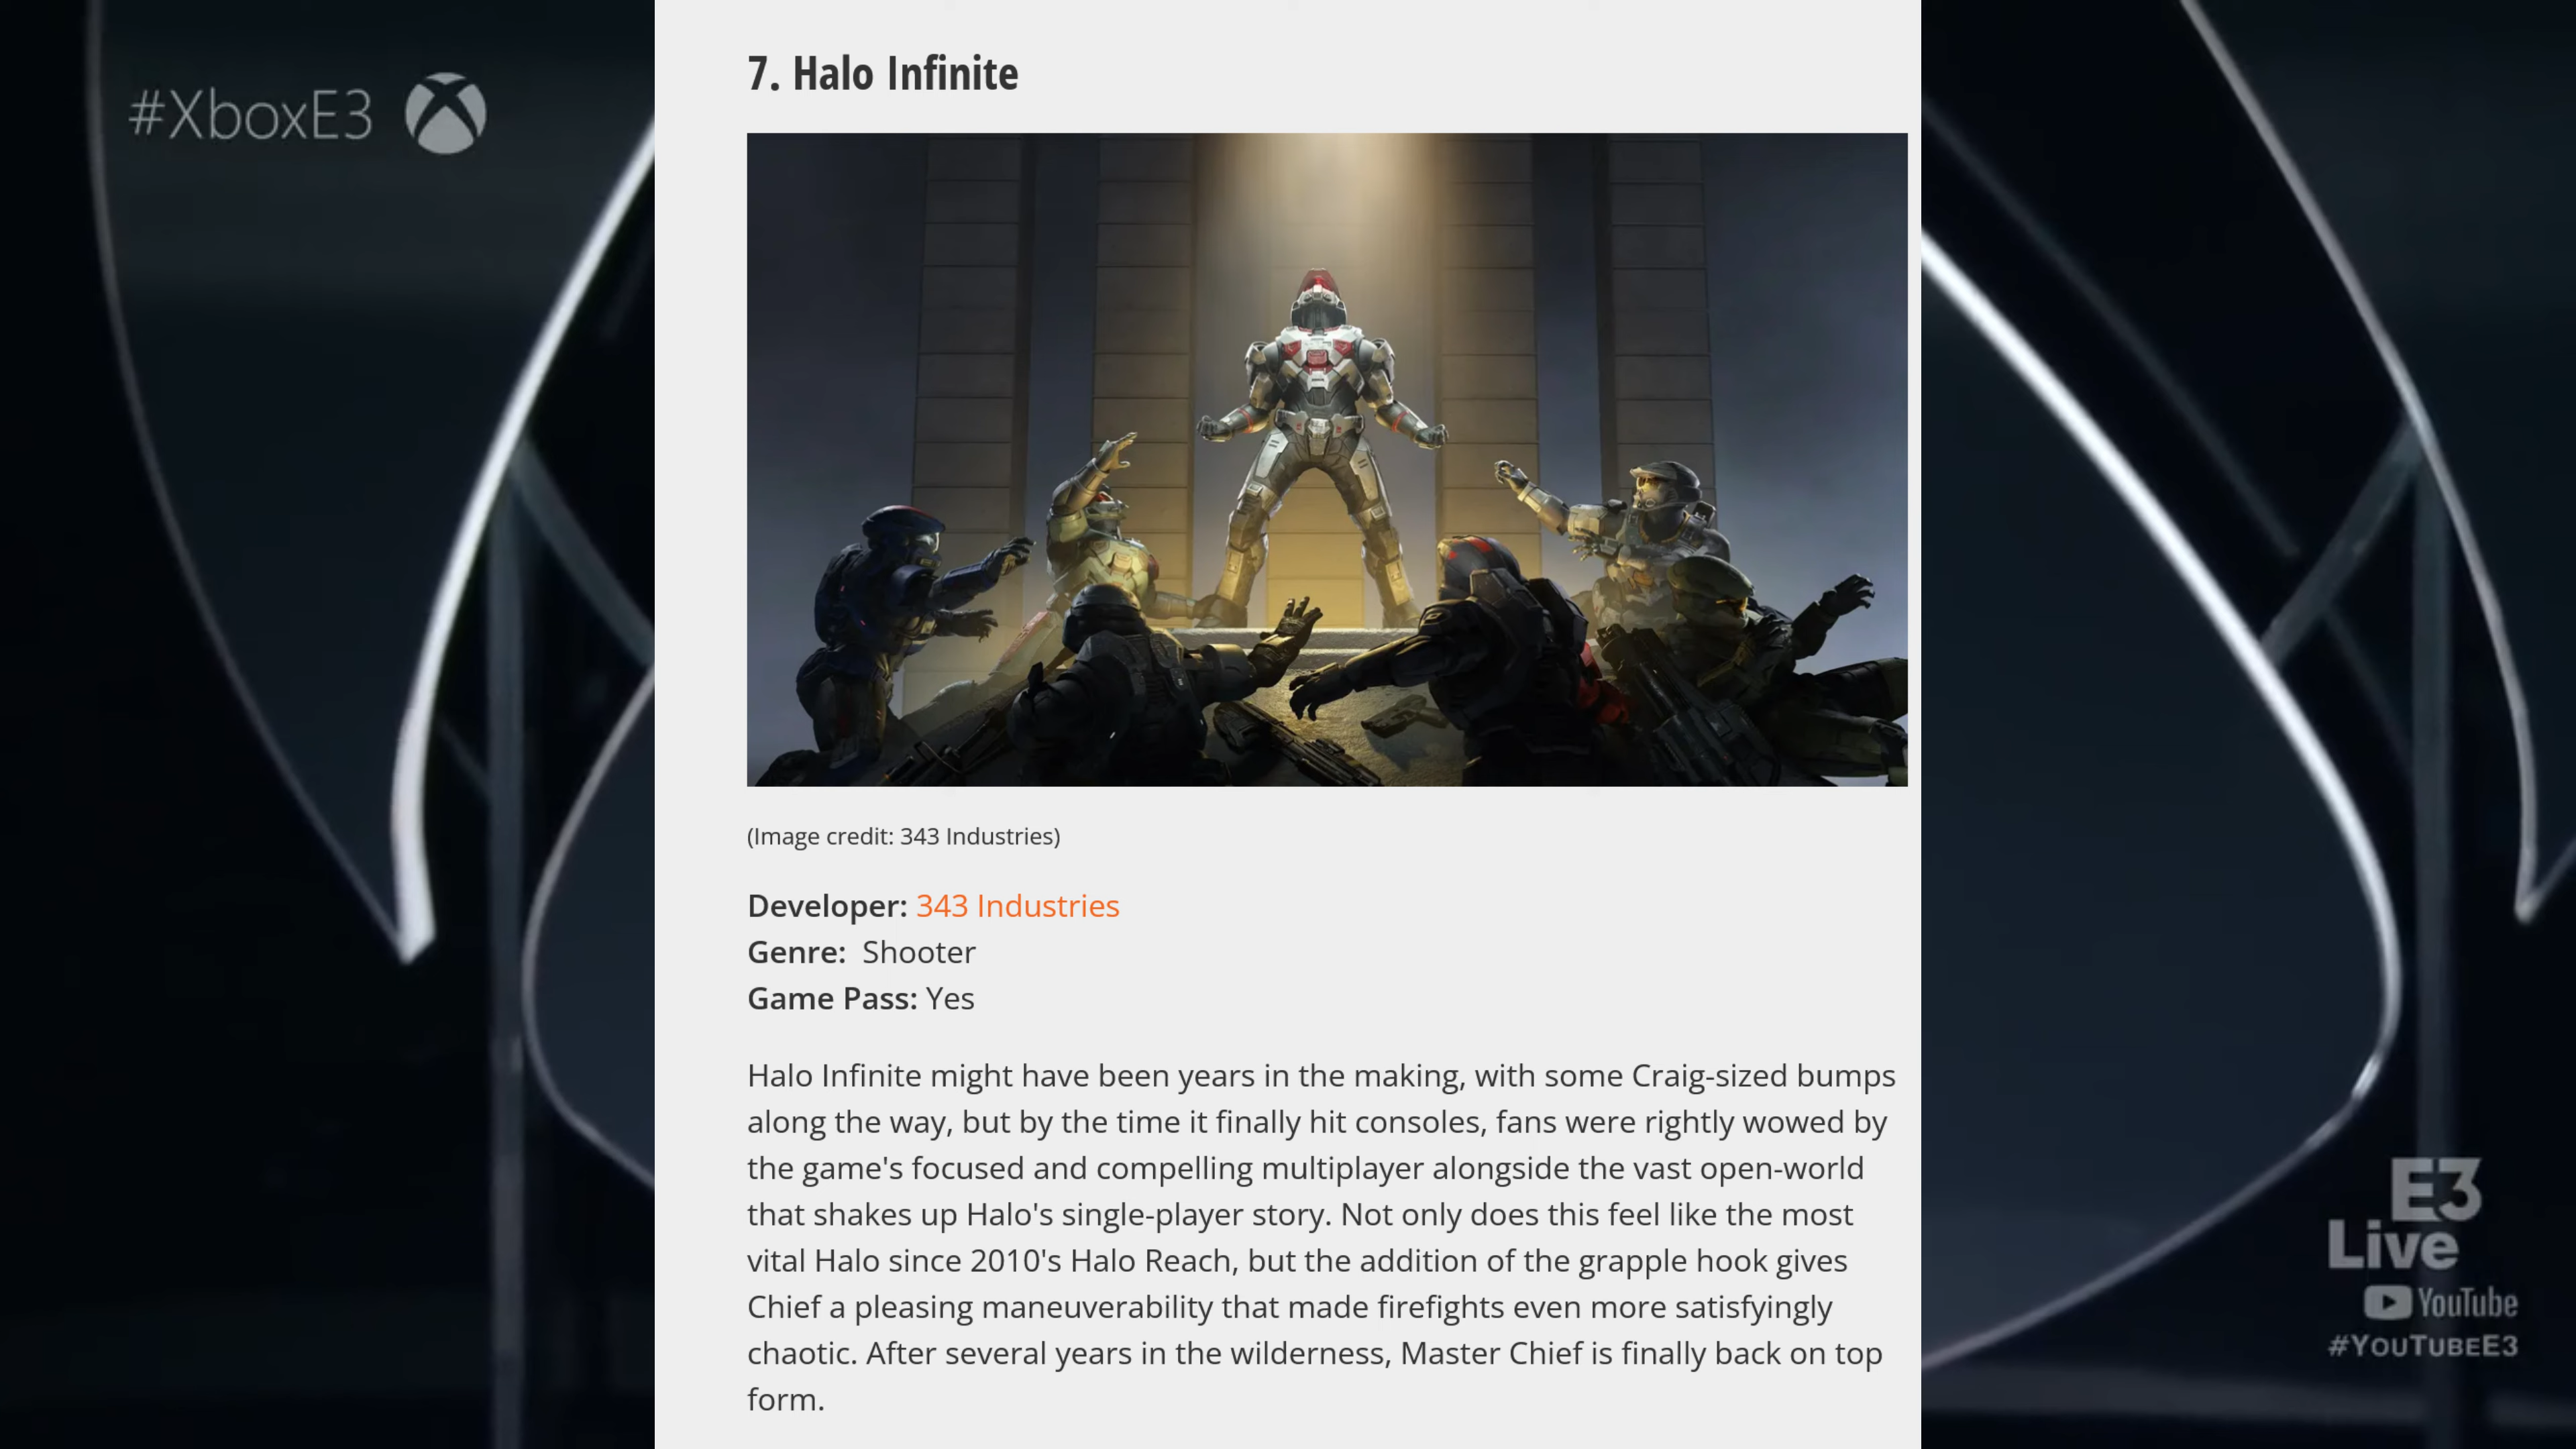 #XboxE3
7. Halo Infinite
(Image credit: 343 Industries)
Developer: 343 Industries
Genre: Shooter
Game Pass: Yes
Halo Infinite might have been years in the making, with some Craig-sized bumps
along the way, but by the time it finally hit consoles, fans were rightly wowed by
the game's focused and compelling multiplayer alongside the vast open-world
that shakes up Halo's single-player story. Not only does this feel like the most
vital Halo since 2010's Halo Reach, but the addition of the grapple hook gives
Chief a pleasing maneuverability that made firefights even more satisfyingly
chaotic. After several years in the wilderness, Master Chief is finally back on top
form.
E3
Live
YouTube
#YOUTUBEE3